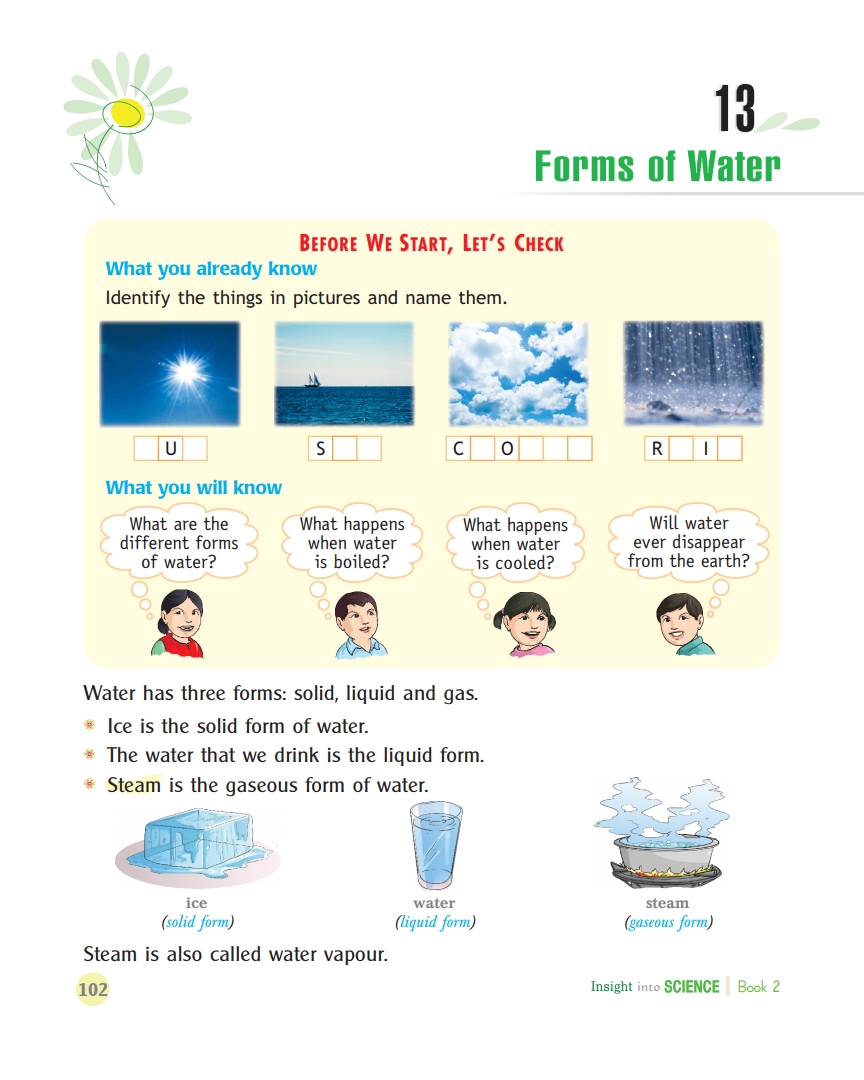 13
Forms of Water
BEFORE WE START, LET'S CHECK
What you already know
Identify the things in pictures and name them.
U
S
C O
R I
What you will know
What are the
different forms
of water?
What happens
when water
is boiled?
What happens
when water
is cooled?
Will water
ever disappear
from the earth?
Water has three forms: solid, liquid and gas.
Ice is the solid form of water.
The water that we drink is the liquid form.
Steam is the gaseous form of water.
ice
(solid form)
water
(liquid form)
steam
(gaseous form)
Steam is also called water vapour.
102
Insight into SCIENCE Book 2